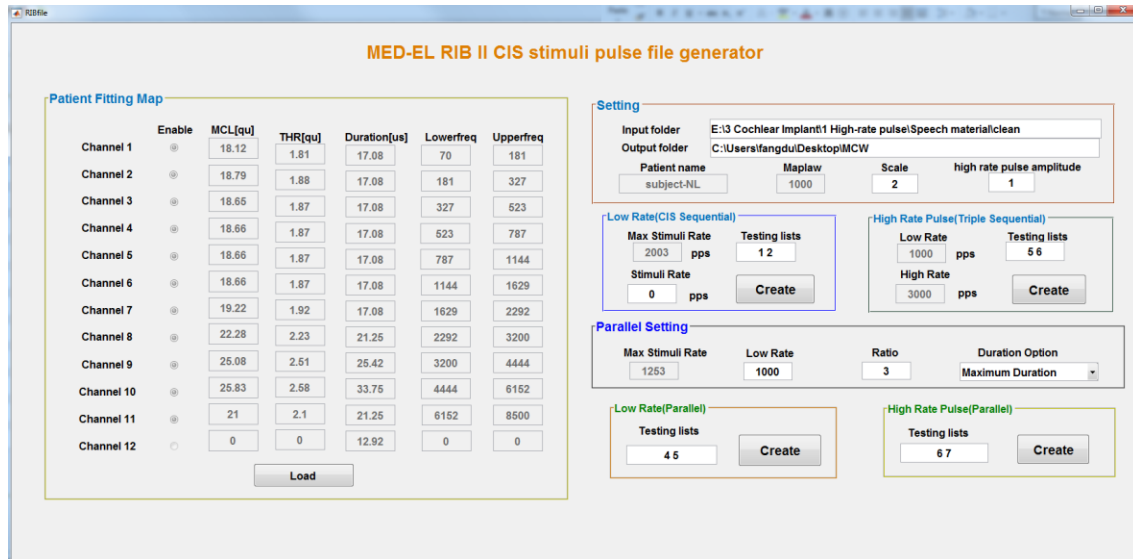 RIBfile
MED-EL RIB II CIS stimuli pulse file generator
Patient Fitting Map
Enable MCL[qu] THR[qu] Duration[us] Lowerfreq Upperfreq
Channel 1 18.12 1.81 17.08 70 181
Channel 2 18.79 1.88 17.08 181 327
Channel 3 18.65 1.87 17.08 327 523
Channel 4 18.66 1.87 17.08 523 787
Channel 5 18.66 1.87 17.08 787 1144
Channel 6 18.66 1.87 17.08 1144 1629
Channel 7 19.22 1.92 17.08 1629 2292
Channel 8 22.28 2.23 21.25 2292 3200
Channel 9 25.08 2.51 25.42 3200 4444
Channel 10 25.83 2.58 33.75 4444 6152
Channel 11 21 2.1 21.25 6152 8500
Channel 12 0 0 12.92 0 0
Load
Setting
Input folder E:\3 Cochlear Implant\1 High-rate pulse\Speech material\clean
Output folder C:\Users\fangdu\Desktop\MCW
Patient name Maplaw Scale high rate pulse amplitude
subject-NL 1000 2 1
Low Rate(CIS Sequential)
Max Stimuli Rate Testing lists
2003 pps 1 2
Stimuli Rate
0 pps Create
High Rate Pulse(Triple Sequential)
Low Rate Testing lists
1000 pps 5 6
High Rate
3000 pps Create
Parallel Setting
Max Stimuli Rate Low Rate Ratio Duration Option
1253 1000 3 Maximum Duration
Low Rate(Parallel)
Testing lists
4 5 Create
High Rate Pulse(Parallel)
Testing lists
6 7 Create